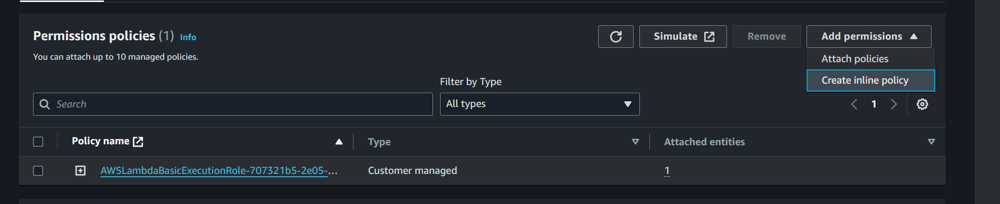 Permissions policies (1) Info
Simulate
Remove
Add permissions
You can attach up to 10 managed policies.
Attach policies
Create inline policy
Filter by Type
Search
All types
1
Policy name
Type
Attached entities
AWSLambdaBasicExecutionRole-707321b5-2e05-...
Customer managed
1